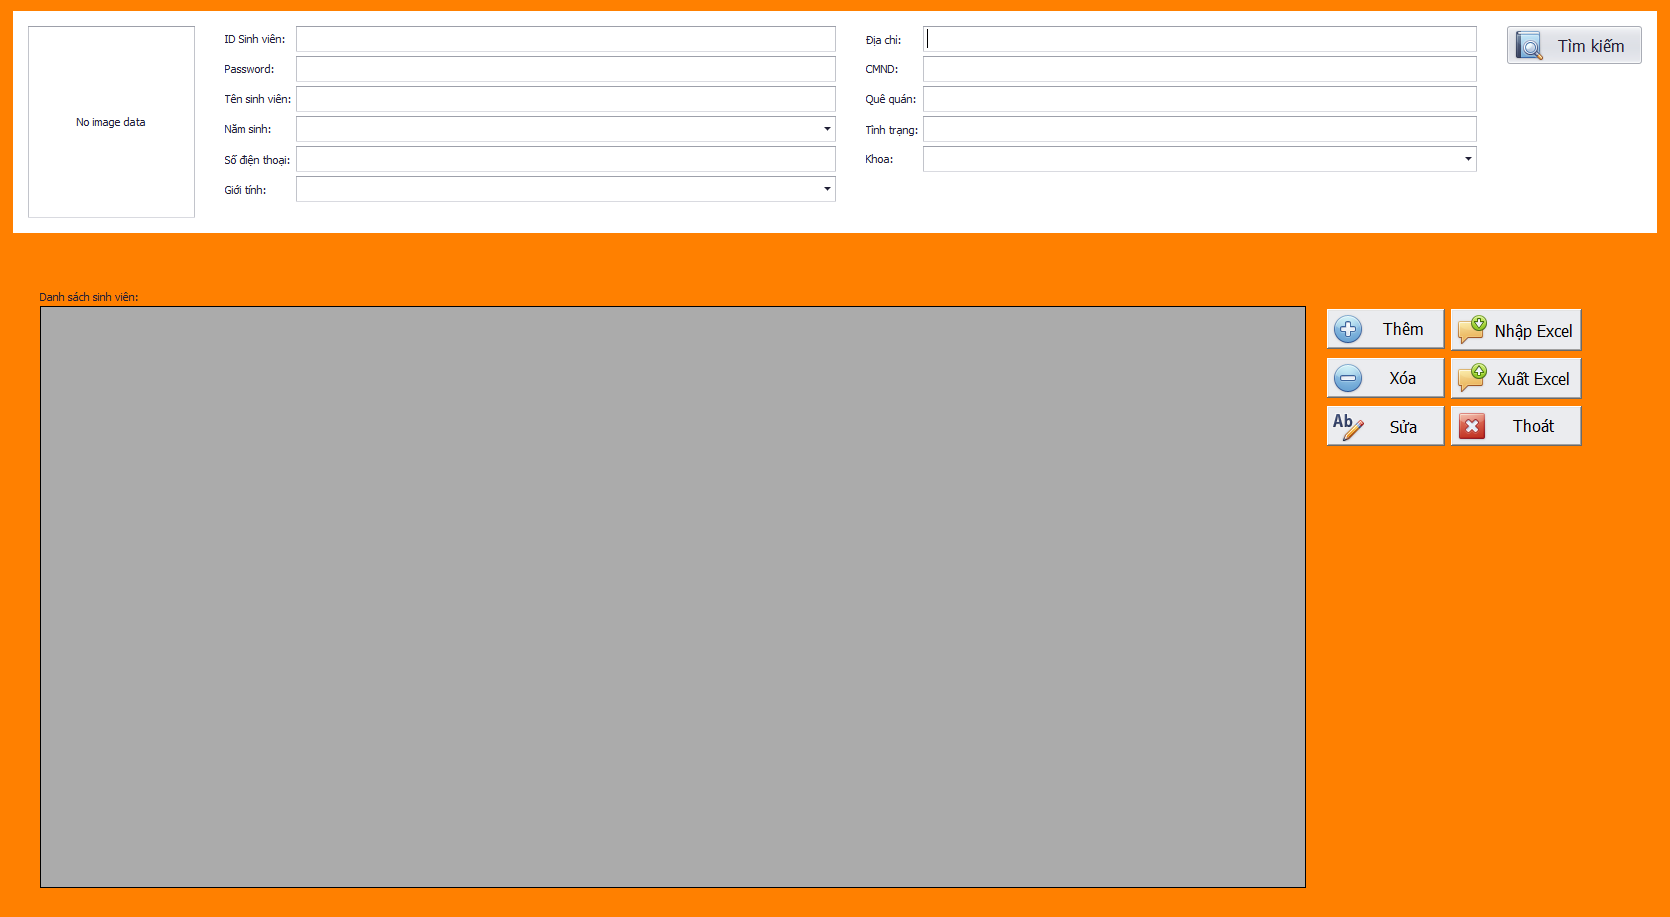 No image data
ID Sinh viên:
Password:
Tên sinh viên:
Năm sinh:
Số điện thoại:
Giới tính:
Địa chỉ:
CMND:
Quê quán:
Tình trạng:
Khoa:
Tìm kiếm
Danh sách sinh viên:
Thêm
Nhập Excel
Xóa
Xuất Excel
Ab
Sửa
Thoát